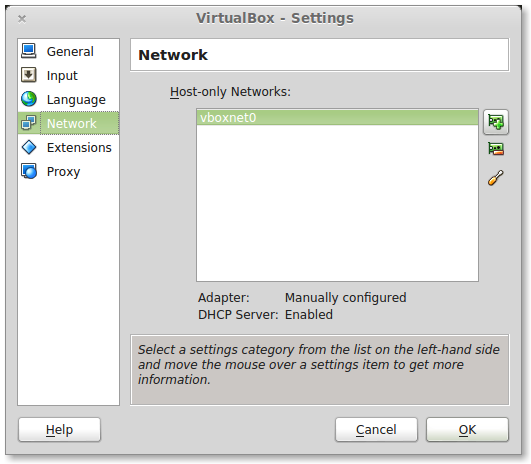 VirtualBox - Settings
General
Input
Language
Network
Extensions
Proxy
Network
Host-only Networks:
vboxnet0
Adapter: Manually configured
DHCP Server: Enabled
Select a settings category from the list on the left-hand side
and move the mouse over a settings item to get more
information.
Help
Cancel
OK